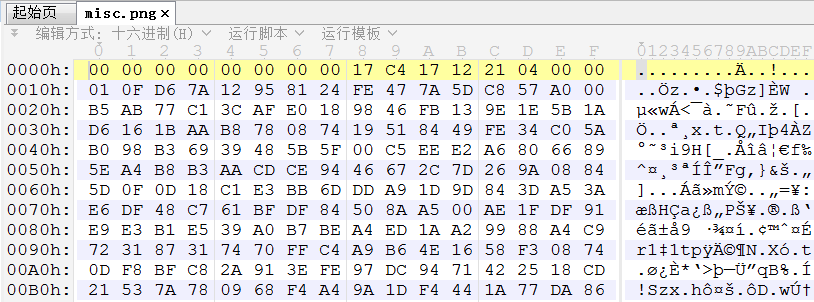 起始页 misc.png ×
编辑方式: 十六进制(H) 运行脚本 运行模板
0 1 2 3 4 5 6 7 8 9 A B C D E F 0123456789ABCDEF
0000h: 00 00 00 00 00 00 00 00 17 C4 17 12 21 04 00 00 .........Ä..!...
0010h: 01 0F D6 7A 12 95 81 24 FE 47 7A 5D C8 57 A0 00 ..Öz.•.$þGz]ÈW .
0020h: B5 AB 77 C1 3C AF E0 18 98 46 FB 13 9E 1E 5B 1A µ«wÁ<¯à.˜Fû.ž.[.
0030h: D6 16 1B AA B8 78 08 74 19 51 84 49 FE 34 C0 5A Ö..ª¸x.t.Q„Iþ4ÀZ
0040h: B0 98 B3 69 39 48 5B 5F 00 C5 EE E2 A6 80 66 89 °˜³i9H[_.Åîâ¦€f‰
0050h: 5E A4 B8 B3 AA CD CE 94 46 67 2C 7D 26 9A 08 84 ^¤¸³ªÍÎ”Fg,}&š.„
0060h: 5D 0F 0D 18 C1 E3 BB 6D DD A9 1D 9D 84 3D A5 3A ]...Áã»mÝ©..„=¥:
0070h: E6 DF 48 C7 61 BF DF 84 50 8A A5 00 AE 1F DF 91 æßHÇa¿ß„PŠ¥.®.ß‘
0080h: E9 E3 B1 E5 39 A0 B7 BE A4 ED 1A A2 99 88 A4 C9 éã±å9 ·¾¤í.¢™ˆ¤É
0090h: 72 31 87 31 74 70 FF C4 A9 B6 4E 16 58 F3 08 74 r1‡1tpÿÄ©¶N.Xó.t
00A0h: 0D F8 BF C8 2A 91 3E FE 97 DC 94 71 42 25 18 CD .ø¿È*‘>þ—Ü”qB%.Í
00B0h: 21 53 7A 78 09 68 F4 A4 9A 1D F4 44 1A 77 DA 86 !Szx.hô¤š.ôD.wÚ†